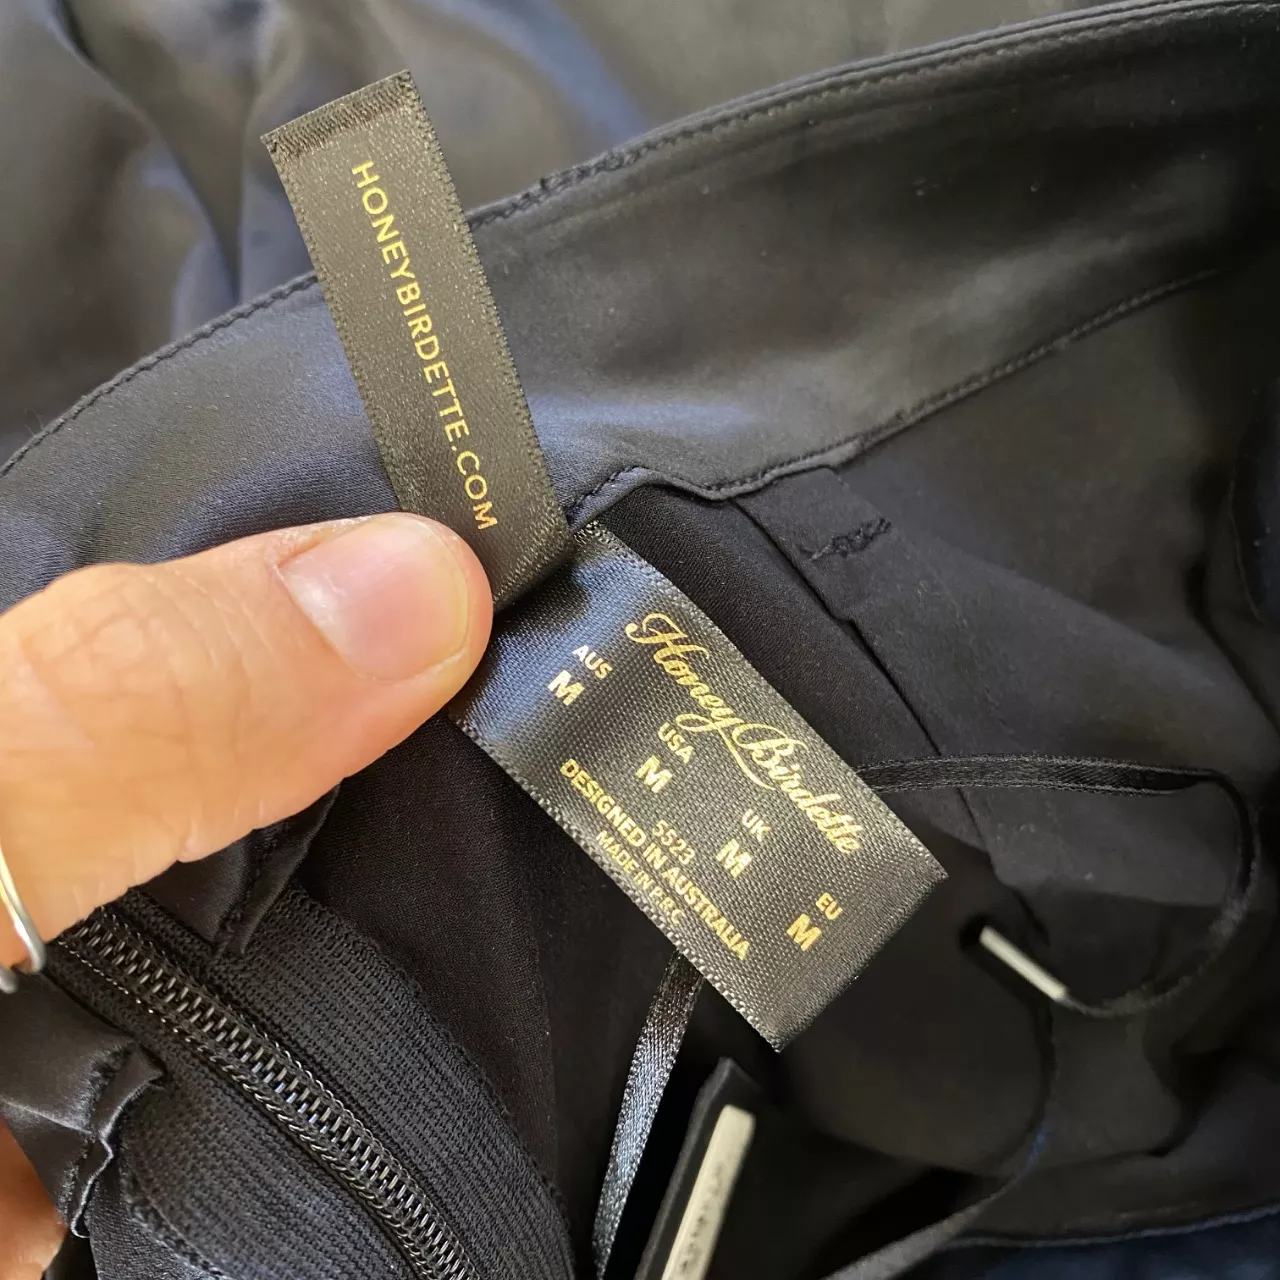 HONEYBIRDETTE.COM
Honey Birdette
AUS USA UK EU
M M M M
5523
DESIGNED IN AUSTRALIA
MADE IN P.R.C